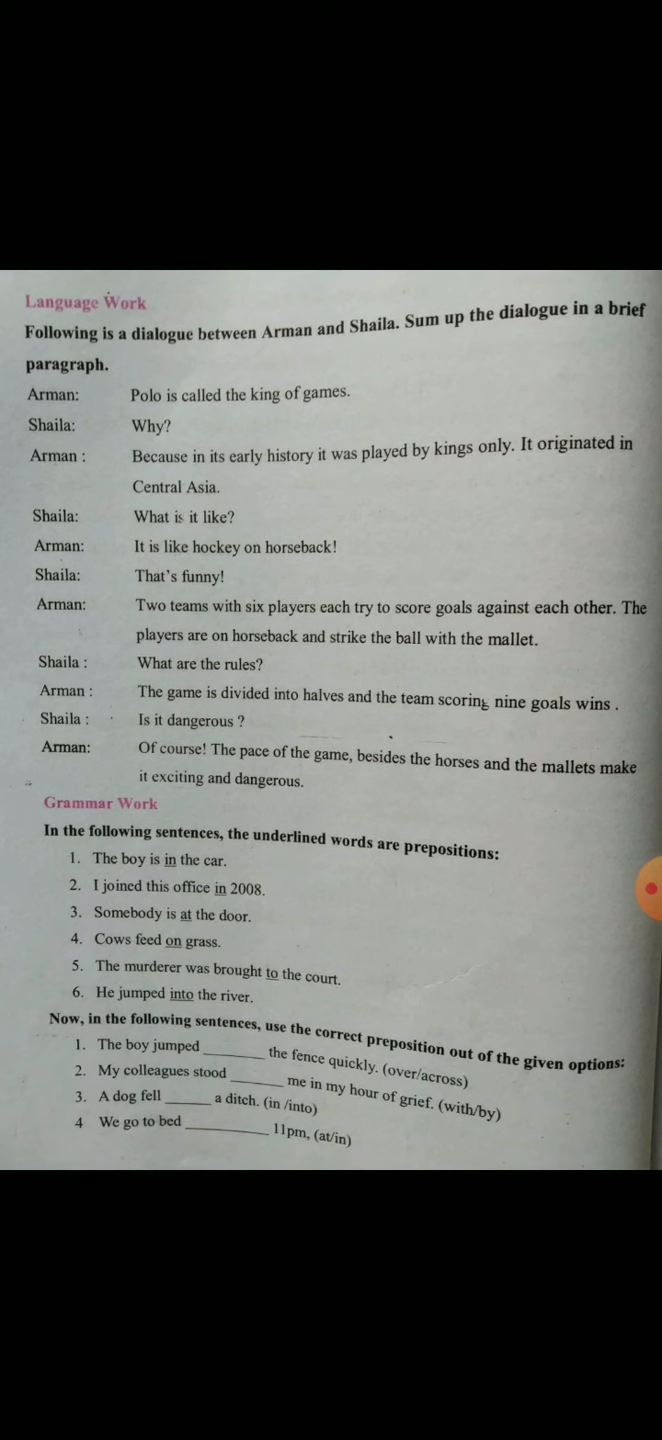 Language Work
Following is a dialogue between Arman and Shaila. Sum up the dialogue in a brief
paragraph.
Arman: Polo is called the king of games.
Shaila: Why?
Arman : Because in its early history it was played by kings only. It originated in
Central Asia.
Shaila: What is it like?
Arman: It is like hockey on horseback!
Shaila: That's funny!
Arman: Two teams with six players each try to score goals against each other. The
players are on horseback and strike the ball with the mallet.
Shaila : What are the rules?
Arman : The game is divided into halves and the team scoring nine goals wins .
Shaila : Is it dangerous ?
Arman: Of course! The pace of the game, besides the horses and the mallets make
it exciting and dangerous.
Grammar Work
In the following sentences, the underlined words are prepositions:
1. The boy is in the car.
2. I joined this office in 2008.
3. Somebody is at the door.
4. Cows feed on grass.
5. The murderer was brought to the court.
6. He jumped into the river.
Now, in the following sentences, use the correct preposition out of the given options:
1. The boy jumped ______ the fence quickly. (over/across)
2. My colleagues stood ______ me in my hour of grief. (with/by)
3. A dog fell ______ a ditch. (in /into)
4 We go to bed ______ 11pm, (at/in)